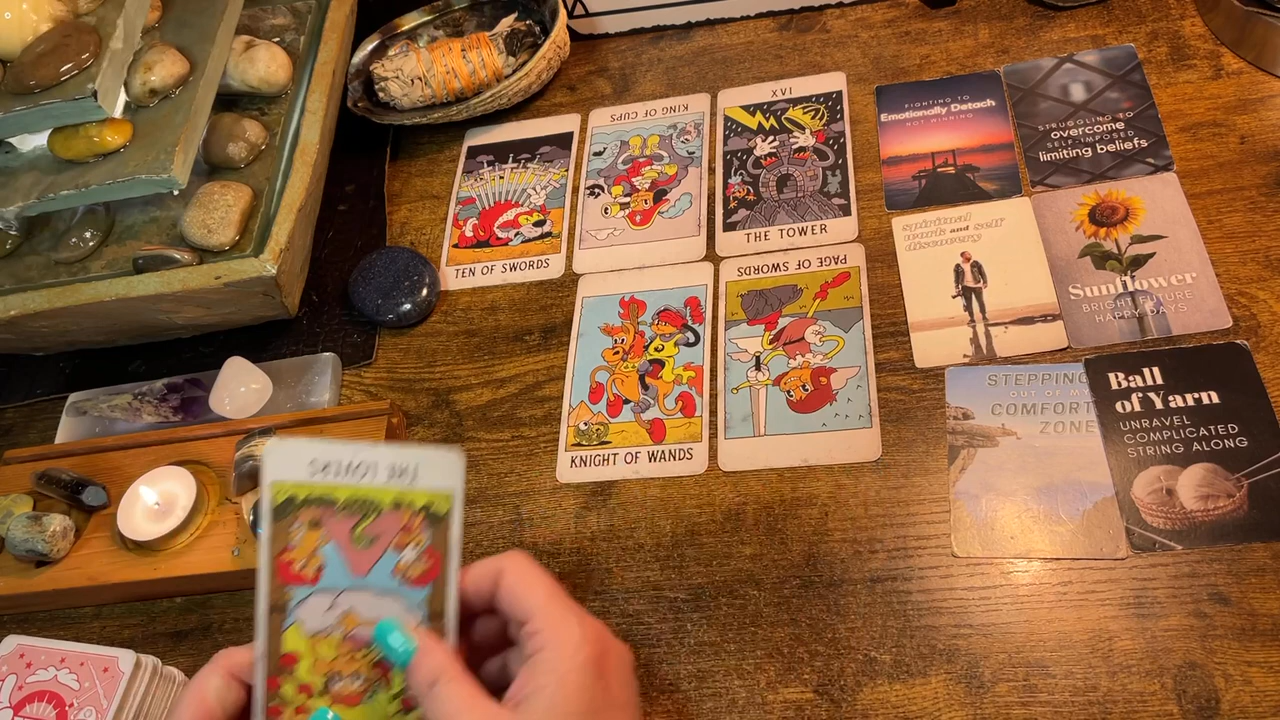 TEN OF SWORDS
KING OF CUPS
XVI
THE TOWER
KNIGHT OF WANDS
PAGE OF SWORDS
THE LOVERS
FIGHTING TO
Emotionally Detach
NOT WINNING
STRUGGLING TO
overcome
SELF-IMPOSED
limiting beliefs
spiritual
work and self
discovery
Sunflower
BRIGHT FUTURE
HAPPY DAYS
STEPPING
OUT OF MY
COMFORT
ZONE
Ball
of Yarn
UNRAVEL
COMPLICATED
STRING ALONG